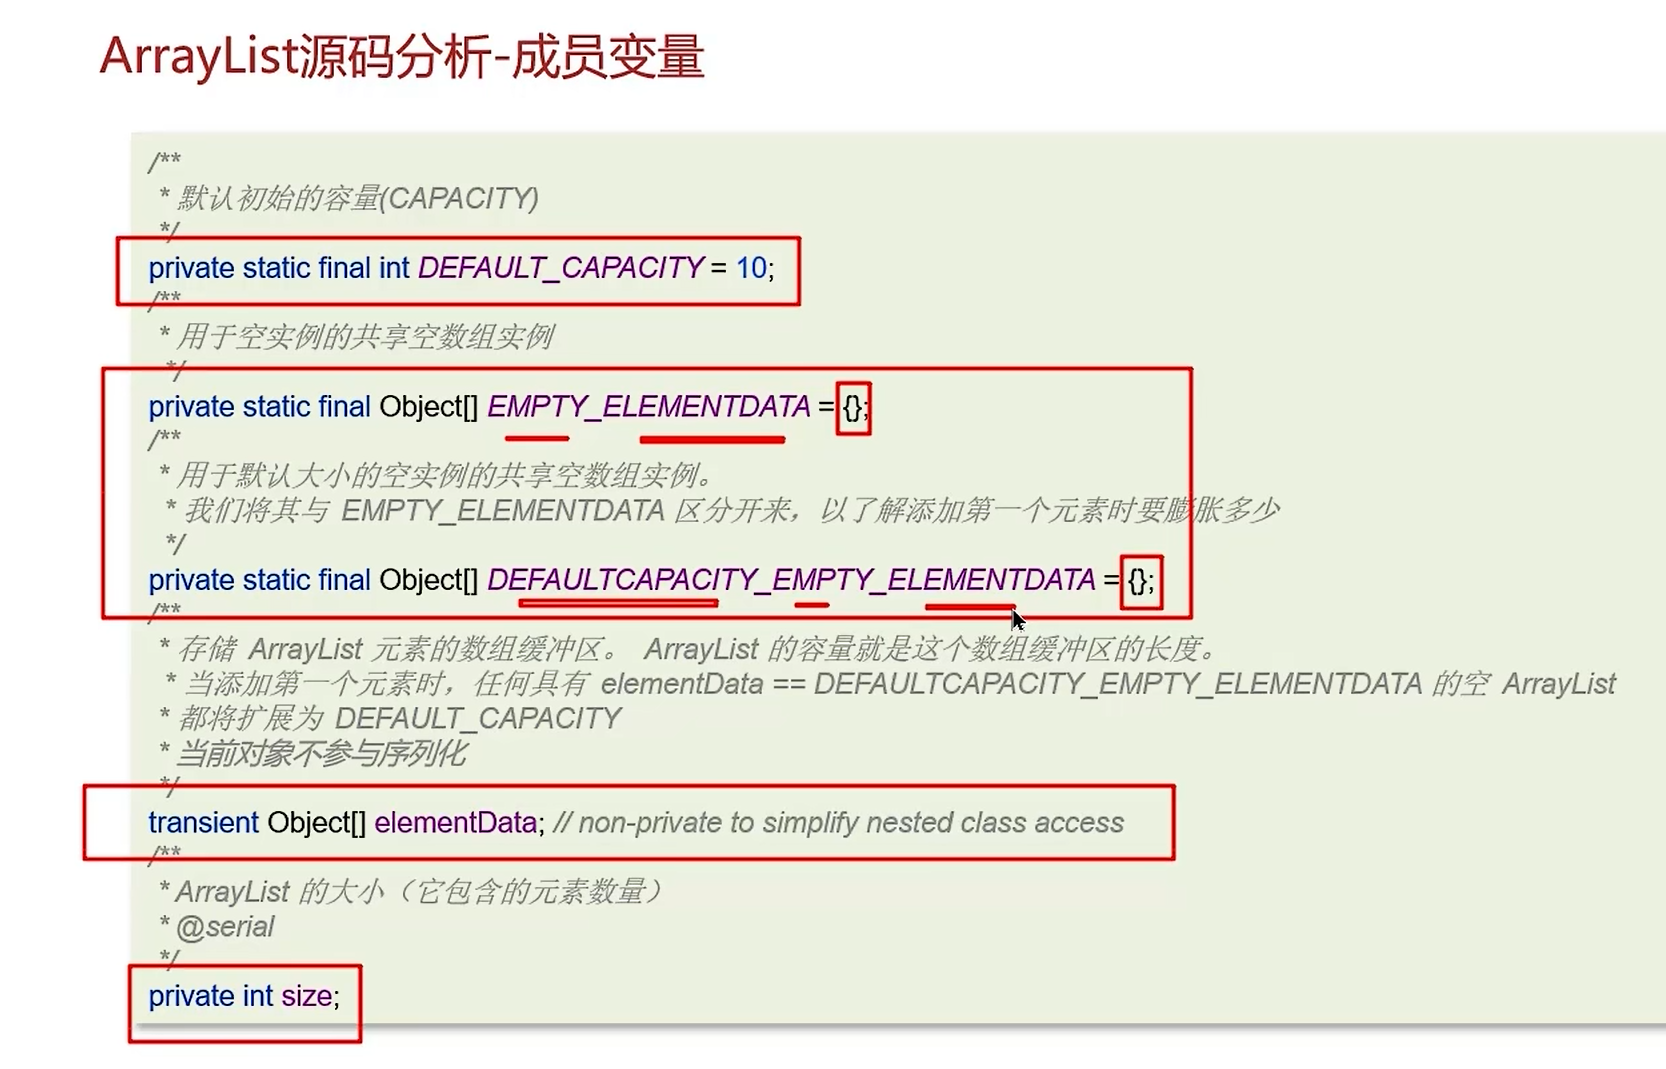 ArrayList源码分析-成员变量
/**
* 默认初始的容量(CAPACITY)
*/
private static final int DEFAULT_CAPACITY = 10;
/**
* 用于空实例的共享空数组实例
*/
private static final Object[] EMPTY_ELEMENTDATA = {};
/**
* 用于默认大小的空实例的共享空数组实例。
* 我们将其与 EMPTY_ELEMENTDATA 区分开来，以了解添加第一个元素时要膨胀多少
*/
private static final Object[] DEFAULTCAPACITY_EMPTY_ELEMENTDATA = {};
/**
* 存储 ArrayList 元素的数组缓冲区。 ArrayList 的容量就是这个数组缓冲区的长度。
* 当添加第一个元素时，任何具有 elementData == DEFAULTCAPACITY_EMPTY_ELEMENTDATA 的空 ArrayList
* 都将扩展为 DEFAULT_CAPACITY
* 当前对象不参与序列化
*/
transient Object[] elementData; // non-private to simplify nested class access
/**
* ArrayList 的大小（它包含的元素数量）
* @serial
*/
private int size;